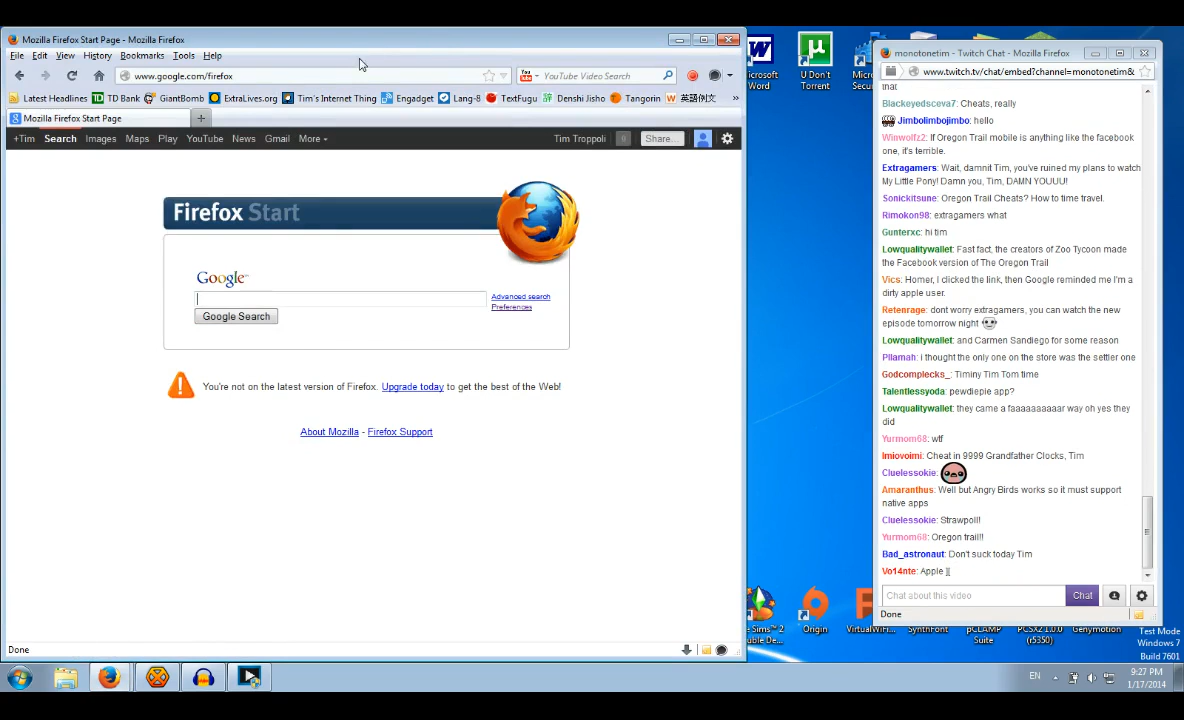 Mozilla Firefox Start Page - Mozilla Firefox
File Edit View History Bookmarks Tools Help
www.google.com/firefox
You Tube YouTube Video Search
Latest Headlines TD Bank GiantBomb ExtraLives.org Tim's Internet Thing Engadget Lang-8 TextFugu Denshi Jisho Tangorin 英語例文 »
Mozilla Firefox Start Page
+Tim Search Images Maps Play YouTube News Gmail More
Tim Troppoli 0 Share...
Firefox Start
Google™
Advanced search
Preferences
Google Search
You're not on the latest version of Firefox. Upgrade today to get the best of the Web!
About Mozilla - Firefox Support
Done
Word
U Don't
Torrent
Origin
SynthFont
pCLAMP
Suite
PCSX2 1.0.0
(r5350)
Genymotion
monotonetim - Twitch Chat - Mozilla Firefox
www.twitch.tv/chat/embed?channel=monotonetim&
that
Blackeyedsceva7: Cheats, really
Jimbolimbojimbo: hello
Winwolfz2: If Oregon Trail mobile is anything like the facebook
one, it's terrible.
Extragamers: Wait, damnit Tim, you've ruined my plans to watch
My Little Pony! Damn you, Tim, DAMN YOUUU!
Sonickitsune: Oregon Trail Cheats? How to time travel.
Rimokon98: extragamers what
Gunterxc: hi tim
Lowqualitywallet: Fast fact, the creators of Zoo Tycoon made
the Facebook version of The Oregon Trail
Vics: Homer, I clicked the link, then Google reminded me I'm a
dirty apple user.
Retenrage: dont worry extragamers, you can watch the new
episode tomorrow night
Lowqualitywallet: and Carmen Sandiego for some reason
Pllamah: i thought the only one on the store was the settler one
Godcomplecks_: Timiny Tim Tom time
Talentlessyoda: pewdiepie app?
Lowqualitywallet: they came a faaaaaaaaar way oh yes they
did
Yurmom68: wtf
Imiovoimi: Cheat in 9999 Grandfather Clocks, Tim
Cluelessokie:
Amaranthus: Well but Angry Birds works so it must support
native apps
Cluelessokie: Strawpoll!
Yurmom68: Oregon trail!!
Bad_astronaut: Don't suck today Tim
Vo14nte: Apple ][
Chat about this video
Chat
Done
Test Mode
Windows 7
Build 7601
EN
9:27 PM
1/17/2014